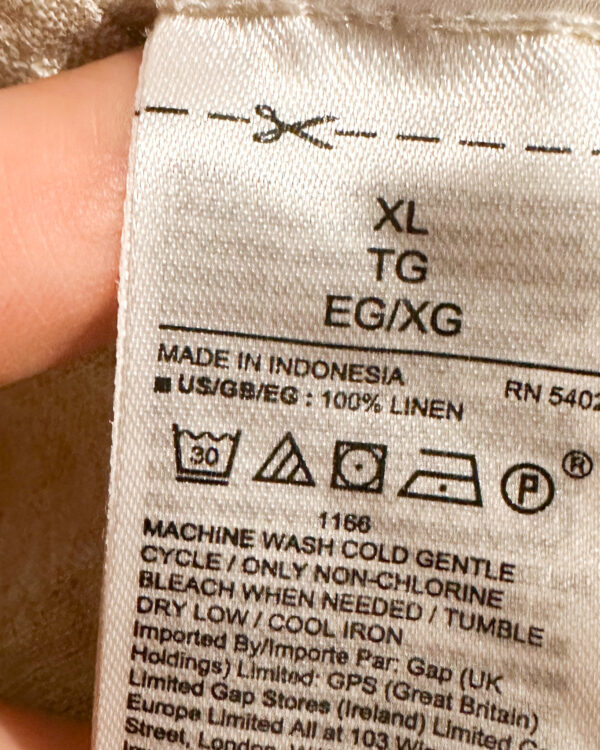 XL
TG
EG/XG
MADE IN INDONESIA RN 5402
US/GB/EG : 100% LINEN
30 P ®
1166
MACHINE WASH COLD GENTLE
CYCLE / ONLY NON-CHLORINE
BLEACH WHEN NEEDED / TUMBLE
DRY LOW / COOL IRON
Imported By/Importe Par: Gap (UK
Holdings) Limited: GPS (Great Britain)
Limited Gap Stores (Ireland) Limited
Europe Limited All at 103
Street, London,